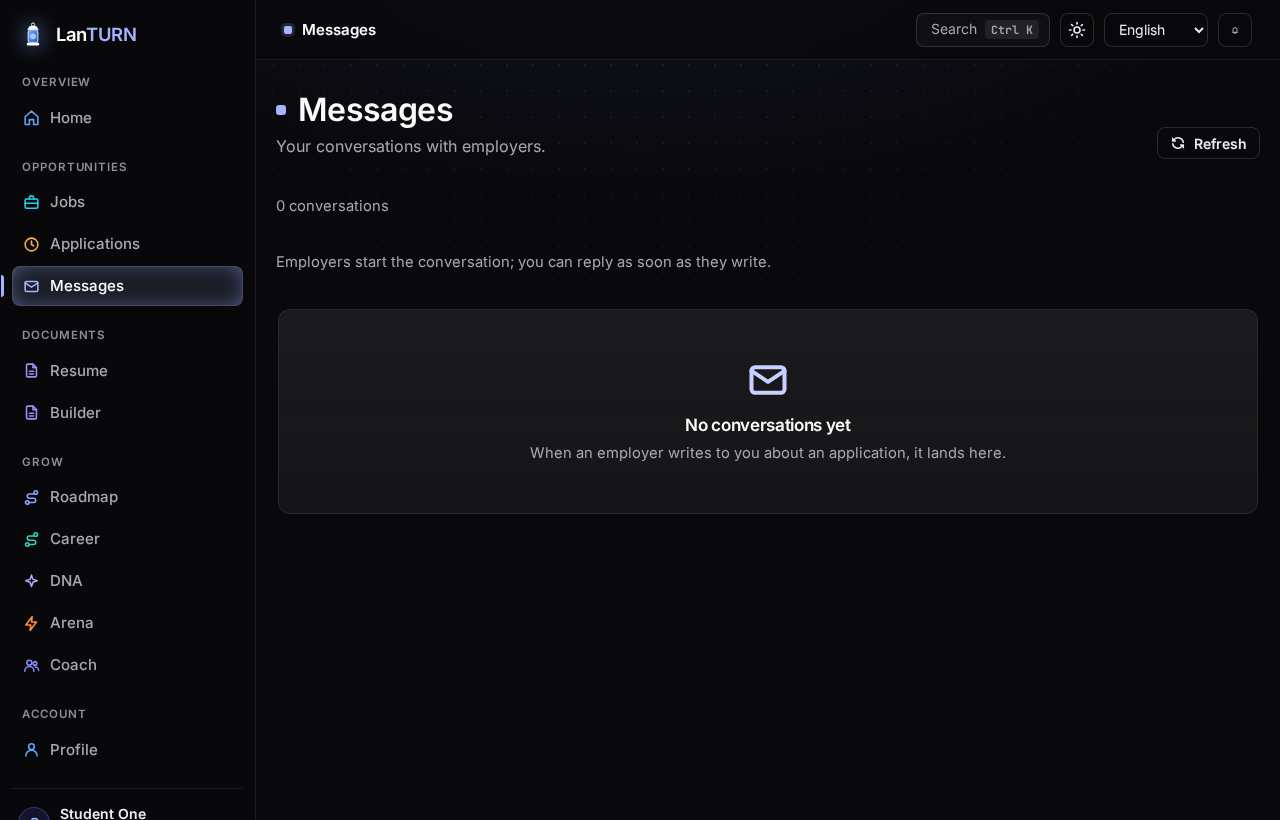 LanTURN
OVERVIEW
Home
OPPORTUNITIES
Jobs
Applications
Messages
DOCUMENTS
Resume
Builder
GROW
Roadmap
Career
DNA
Arena
Coach
ACCOUNT
Profile
Student One
Messages
Search Ctrl K
English
Messages
Your conversations with employers.
Refresh
0 conversations
Employers start the conversation; you can reply as soon as they write.
No conversations yet
When an employer writes to you about an application, it lands here.